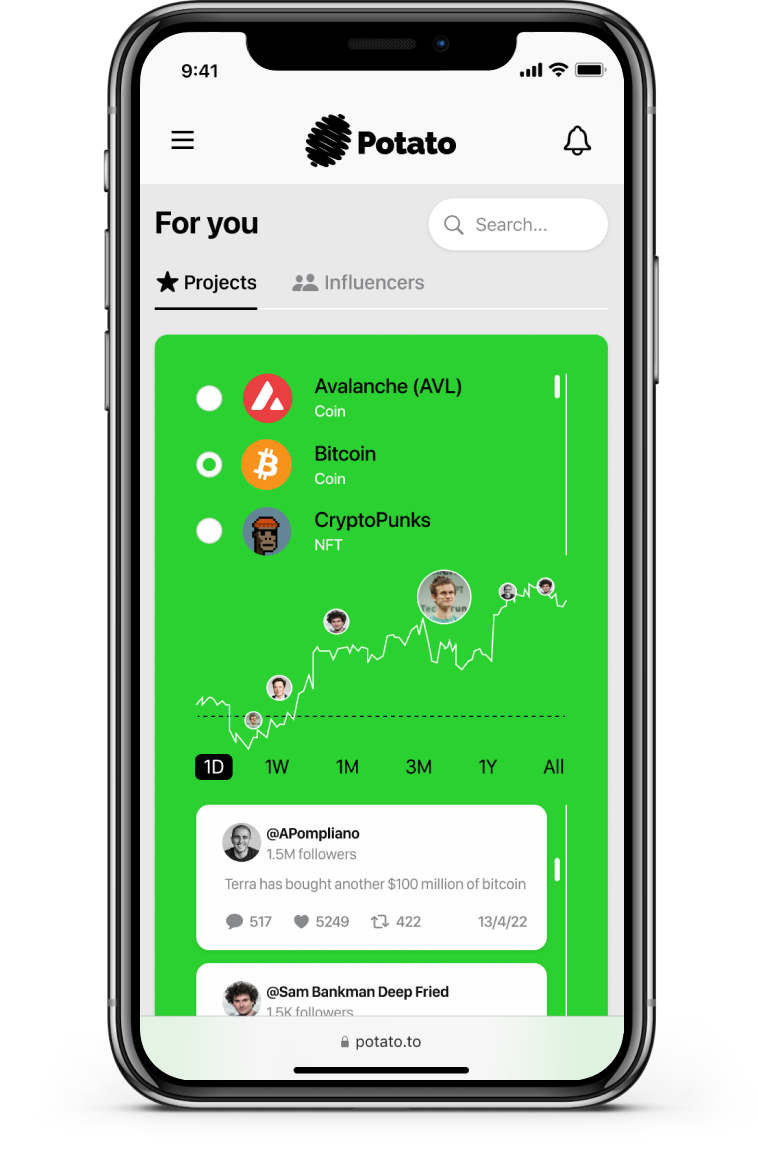 9:41
Potato
For you
Search...
Projects
Influencers
Avalanche (AVL)
Coin
Bitcoin
Coin
CryptoPunks
NFT
1D 1W 1M 3M 1Y All
@APompliano
1.5M followers
Terra has bought another $100 million of bitcoin
517 5249 422 13/4/22
@Sam Bankman Deep Fried
1.5K followers
potato.to